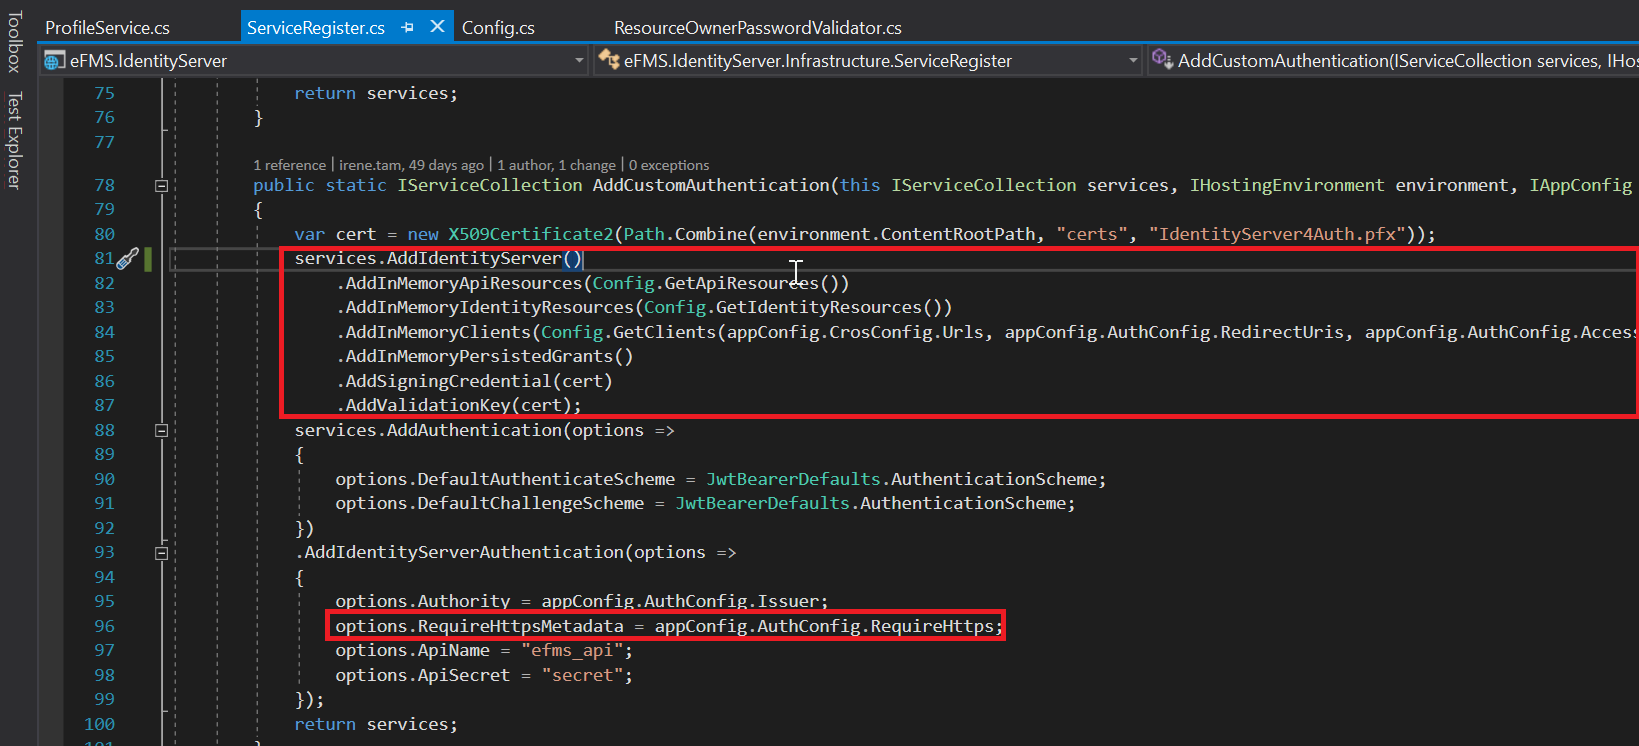 Toolbox
Test Explorer
ProfileService.cs
ServiceRegister.cs
Config.cs
ResourceOwnerPasswordValidator.cs
eFMS.IdentityServer
eFMS.IdentityServer.Infrastructure.ServiceRegister
AddCustomAuthentication(IServiceCollection services, IHos
75 return services;
76 }
77
1 reference | irene.tam, 49 days ago | 1 author, 1 change | 0 exceptions
78 public static IServiceCollection AddCustomAuthentication(this IServiceCollection services, IHostingEnvironment environment, IAppConfig
79 {
80 var cert = new X509Certificate2(Path.Combine(environment.ContentRootPath, "certs", "IdentityServer4Auth.pfx"));
81 services.AddIdentityServer()
82 .AddInMemoryApiResources(Config.GetApiResources())
83 .AddInMemoryIdentityResources(Config.GetIdentityResources())
84 .AddInMemoryClients(Config.GetClients(appConfig.CrosConfig.Urls, appConfig.AuthConfig.RedirectUris, appConfig.AuthConfig.Access
85 .AddInMemoryPersistedGrants()
86 .AddSigningCredential(cert)
87 .AddValidationKey(cert);
88 services.AddAuthentication(options =>
89 {
90 options.DefaultAuthenticateScheme = JwtBearerDefaults.AuthenticationScheme;
91 options.DefaultChallengeScheme = JwtBearerDefaults.AuthenticationScheme;
92 })
93 .AddIdentityServerAuthentication(options =>
94 {
95 options.Authority = appConfig.AuthConfig.Issuer;
96 options.RequireHttpsMetadata = appConfig.AuthConfig.RequireHttps;
97 options.ApiName = "efms_api";
98 options.ApiSecret = "secret";
99 });
100 return services;